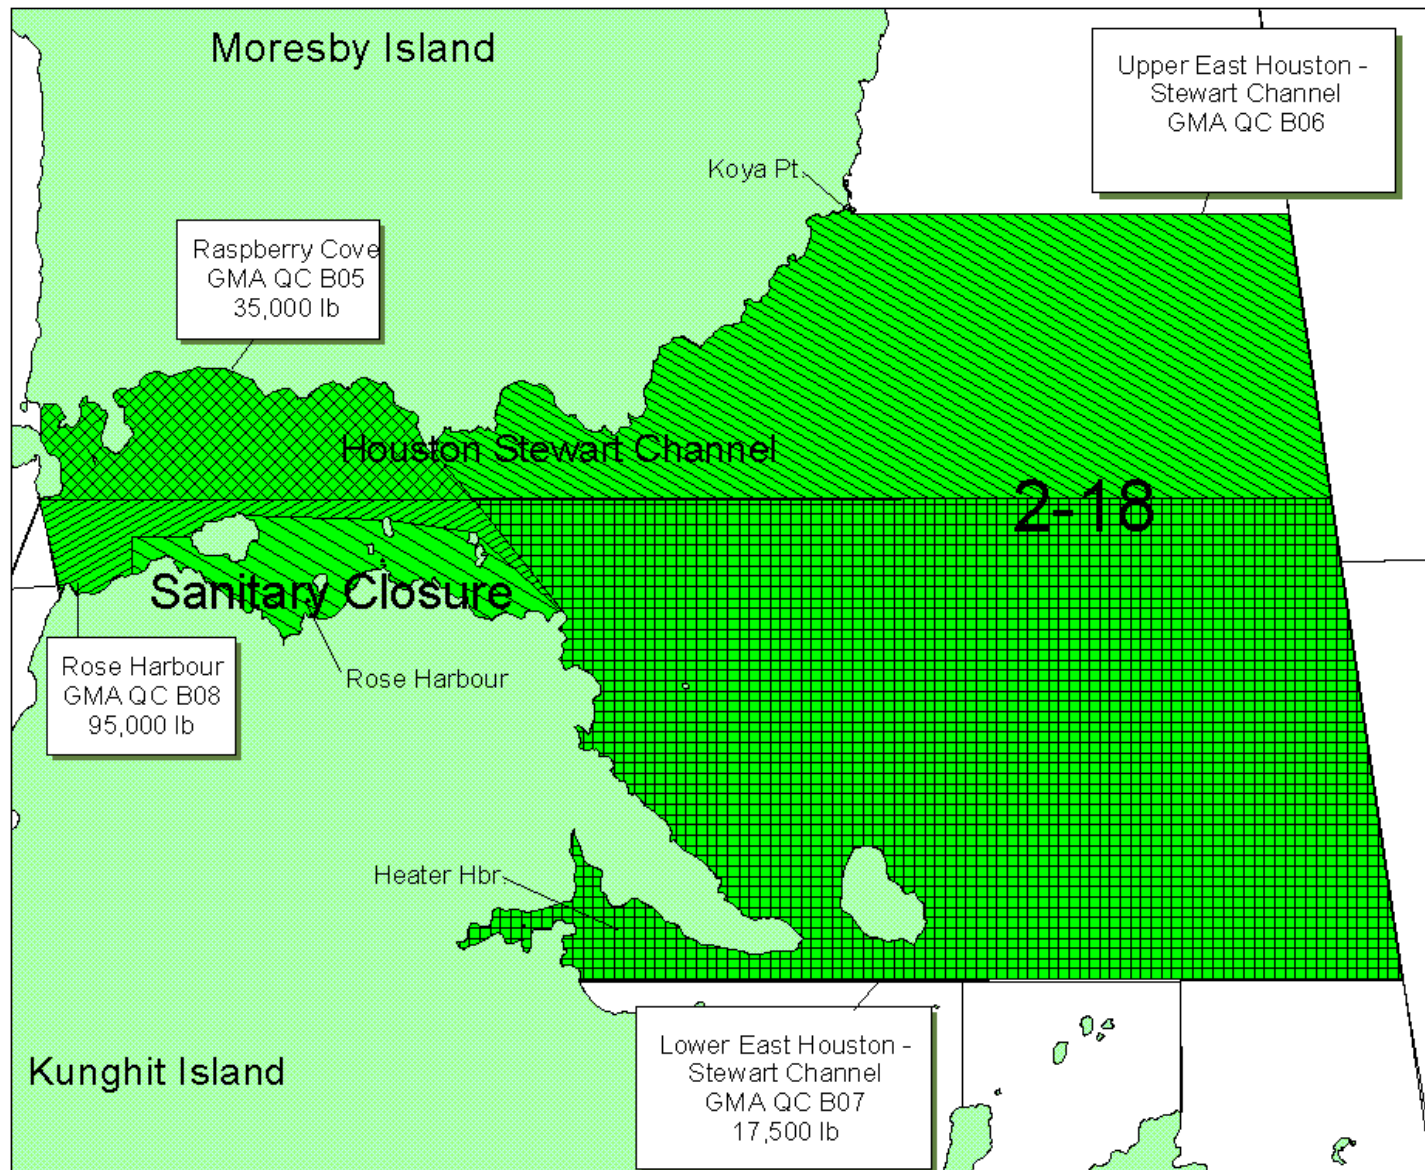 Moresby Island
Upper East Houston -
Stewart Channel
GMA QC B06
Koya Pt.
Raspberry Cove
GMA QC B05
35,000 lb
Houston Stewart Channel
2-18
Sanitary Closure
Rose Harbour
GMA QC B08
95,000 lb
Rose Harbour
Heater Hbr
Lower East Houston -
Stewart Channel
GMA QC B07
17,500 lb
Kunghit Island